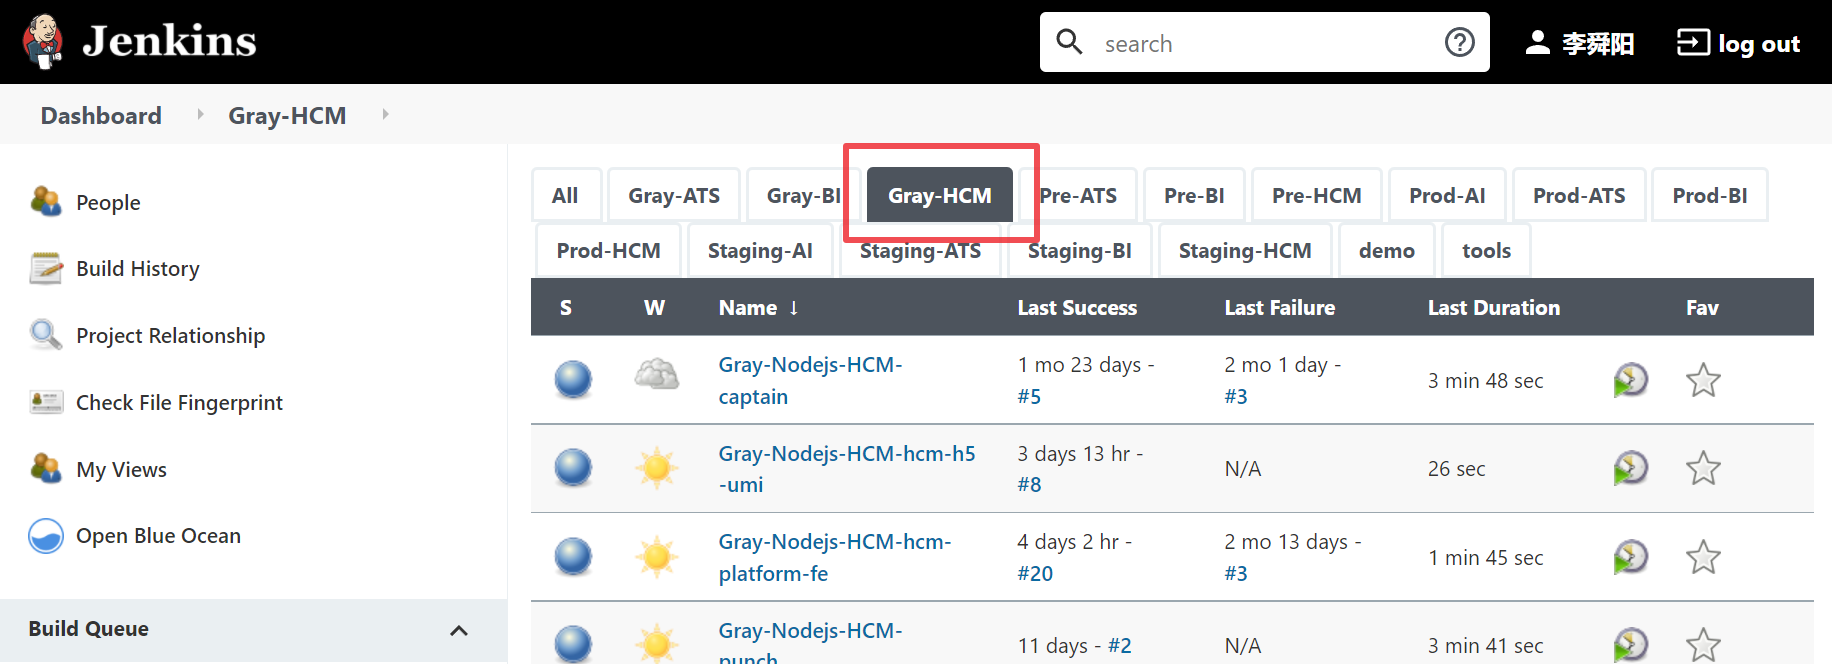 Jenkins
search
李舜阳
log out
Dashboard
Gray-HCM
People
Build History
Project Relationship
Check File Fingerprint
My Views
Open Blue Ocean
Build Queue
All Gray-ATS Gray-BI Gray-HCM Pre-ATS Pre-BI Pre-HCM Prod-AI Prod-ATS Prod-BI
Prod-HCM Staging-AI Staging-ATS Staging-BI Staging-HCM demo tools
S W Name ↓ Last Success Last Failure Last Duration Fav
Gray-Nodejs-HCM-
captain
1 mo 23 days -
#5
2 mo 1 day -
#3
3 min 48 sec
Gray-Nodejs-HCM-hcm-h5
-umi
3 days 13 hr -
#8
N/A
26 sec
Gray-Nodejs-HCM-hcm-
platform-fe
4 days 2 hr -
#20
2 mo 13 days -
#3
1 min 45 sec
Gray-Nodejs-HCM-
punch
11 days - #2
N/A
3 min 41 sec